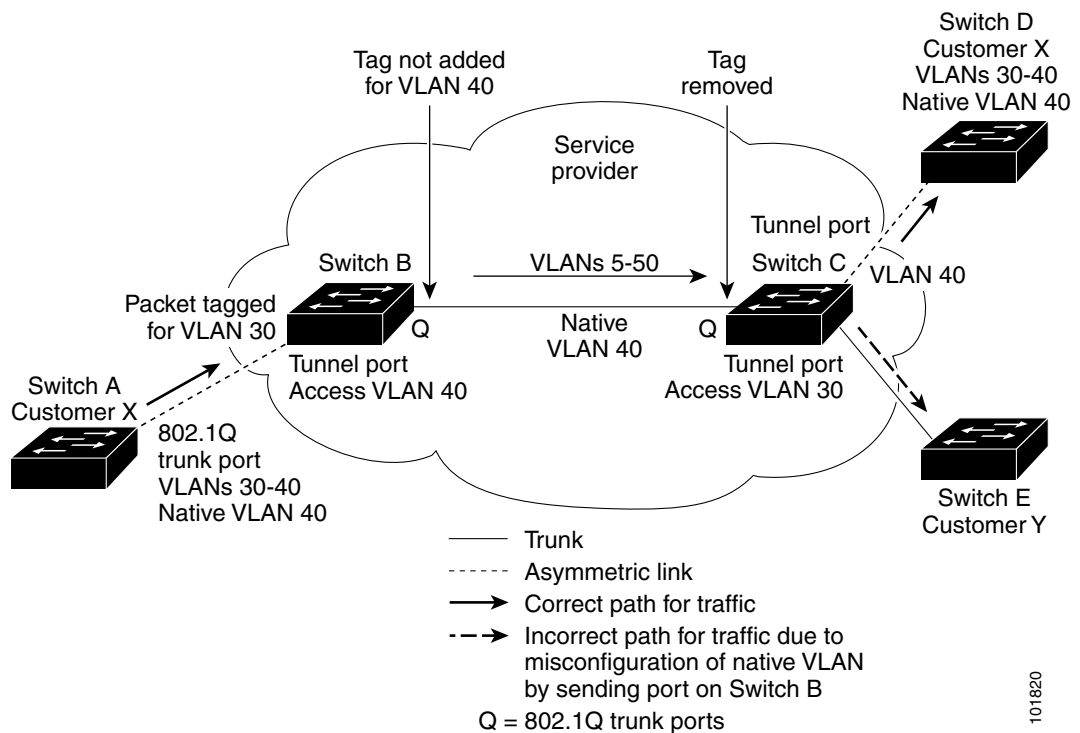 Tag not added
for VLAN 40
Tag
removed
Switch D
Customer X
VLANs 30-40
Native VLAN 40
Service
provider
Tunnel port
Switch B
VLANs 5-50
Switch C
VLAN 40
Packet tagged
for VLAN 30
Q
Native
VLAN 40
Q
Tunnel port
Access VLAN 40
Tunnel port
Access VLAN 30
Switch A
Customer X
802.1Q
trunk port
VLANs 30-40
Native VLAN 40
Switch E
Customer Y
Trunk
Asymmetric link
Correct path for traffic
Incorrect path for traffic due to
misconfiguration of native VLAN
by sending port on Switch B
Q = 802.1Q trunk ports
101820